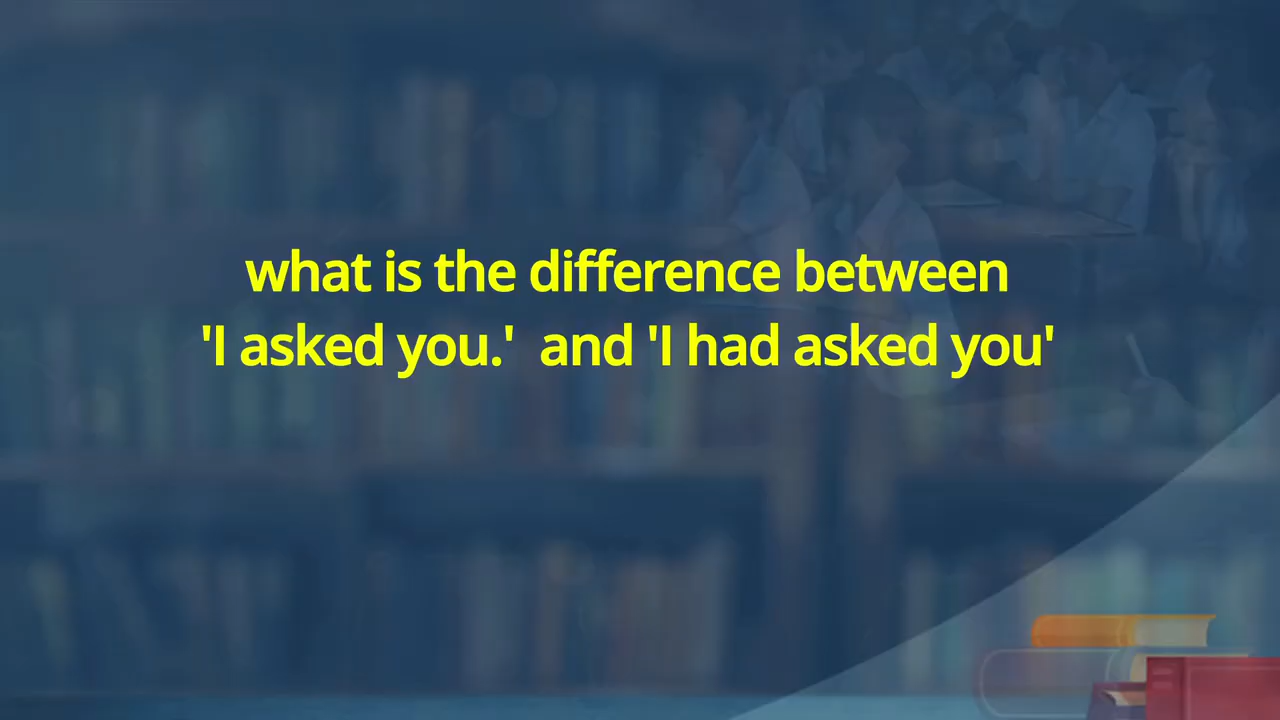 what is the difference between
'I asked you.'  and 'I had asked you'